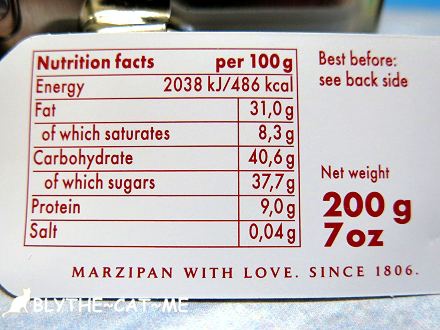 Nutrition facts per 100g
Energy 2038 kJ/486 kcal
Fat 31,0g
of which saturates 8,3g
Carbohydrate 40,6g
of which sugars 37,7g
Protein 9,0g
Salt 0,04g
Best before:
see back side
Net weight
200 g
7 oz
MARZIPAN WITH LOVE. SINCE 1806.
BLYTHE~CAT~ME